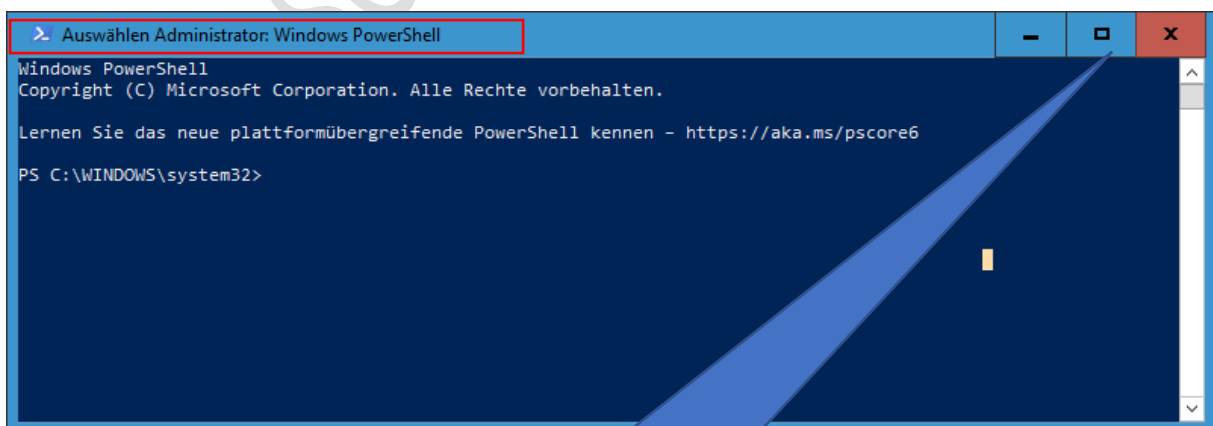 Auswählen Administrator: Windows PowerShell
Windows PowerShell
Copyright (C) Microsoft Corporation. Alle Rechte vorbehalten.
Lernen Sie das neue plattformübergreifende PowerShell kennen – https://aka.ms/pscore6
PS C:\WINDOWS\system32>